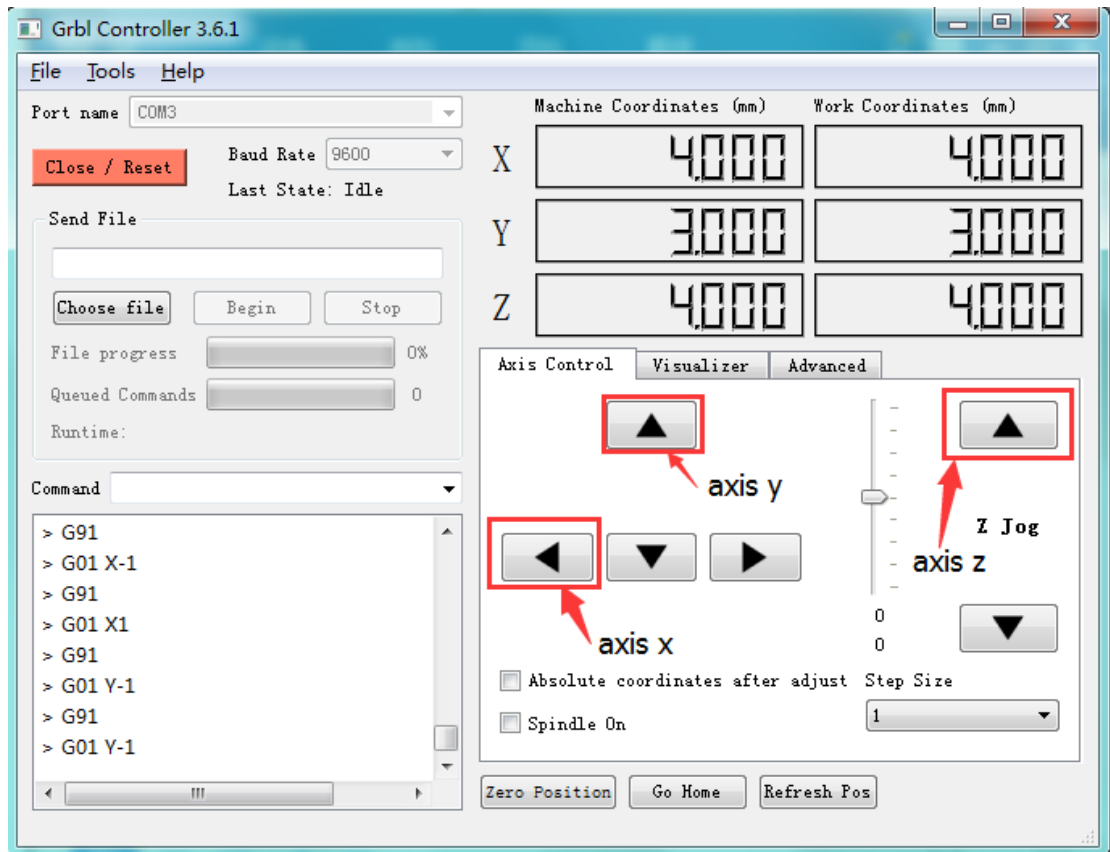 Grbl Controller 3.6.1
File Tools Help
Port name COM3
Close / Reset
Baud Rate 9600
Last State: Idle
Send File
Choose file Begin Stop
File progress 0%
Queued Commands 0
Runtime:
Command
> G91
> G01 X-1
> G91
> G01 X1
> G91
> G01 Y-1
> G91
> G01 Y-1
Machine Coordinates (mm) Work Coordinates (mm)
X 4.000 4.000
Y 3.000 3.000
Z 4.000 4.000
Axis Control Visualizer Advanced
axis y
Z Jog
axis z
axis x
0
0
Absolute coordinates after adjust Step Size
Spindle On 1
Zero Position Go Home Refresh Pos